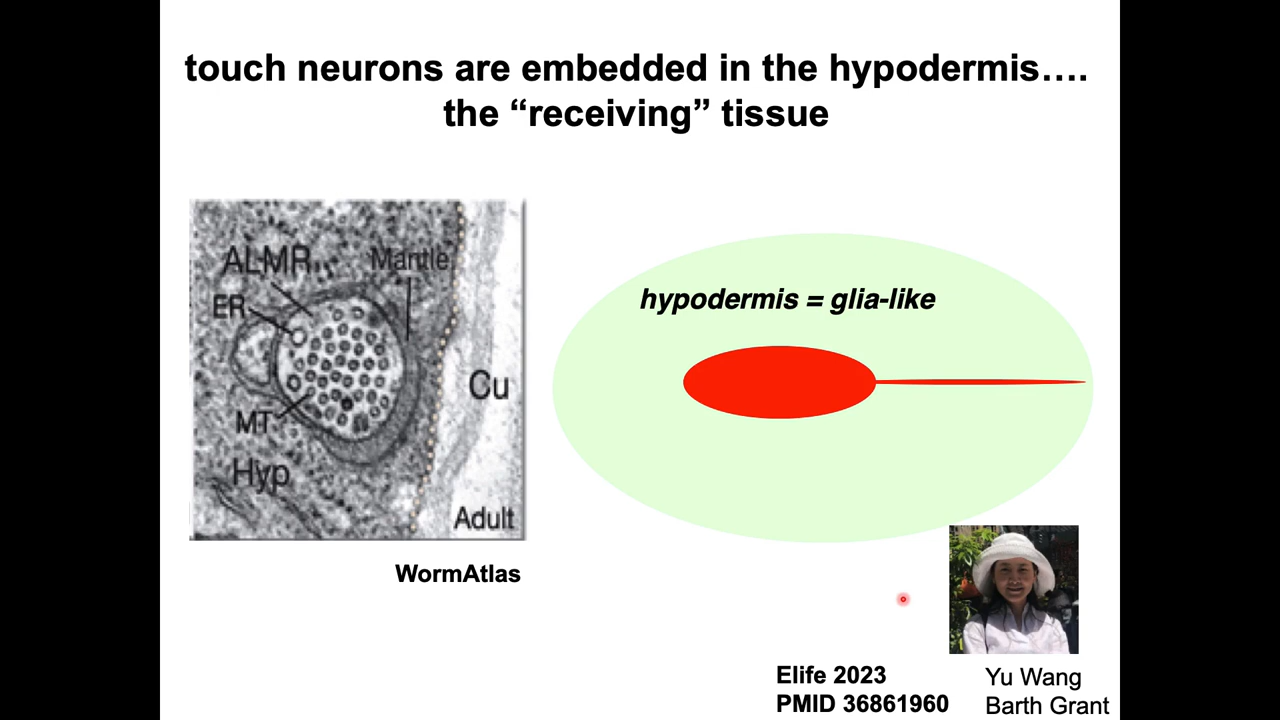 touch neurons are embedded in the hypodermis….
the “receiving” tissue
ALMR
Mantle
ER
MT
Hyp
Cu
Adult
WormAtlas
hypodermis = glia-like
Elife 2023
PMID 36861960
Yu Wang
Barth Grant